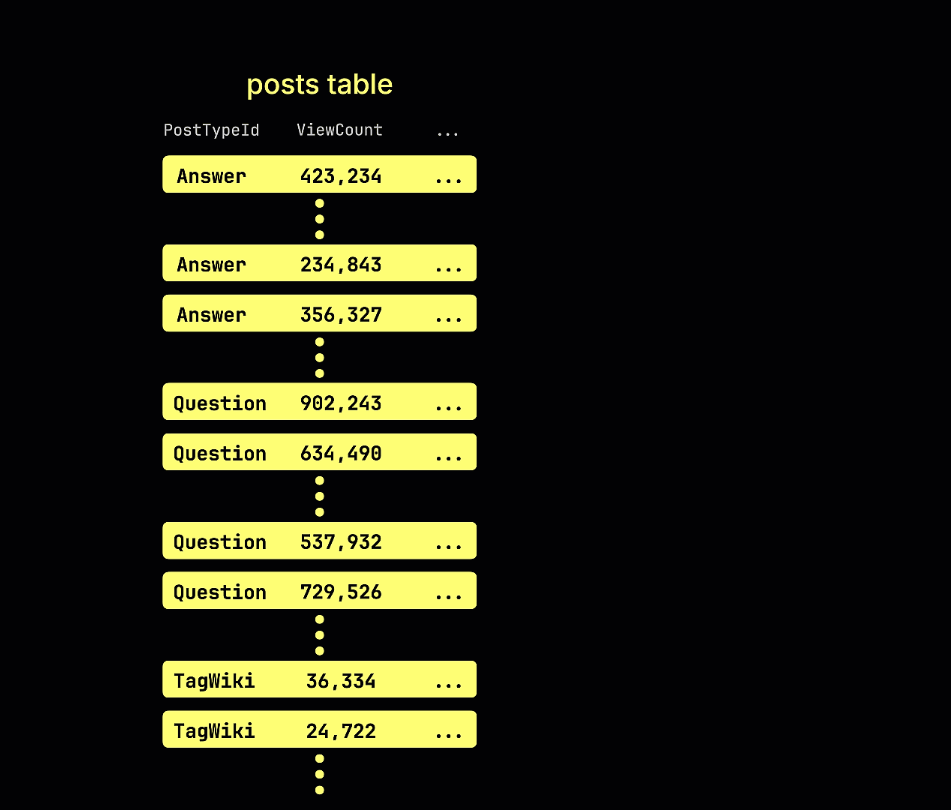 posts table
PostTypeId ViewCount ...
Answer 423,234 ...
Answer 234,843 ...
Answer 356,327 ...
Question 902,243 ...
Question 634,490 ...
Question 537,932 ...
Question 729,526 ...
TagWiki 36,334 ...
TagWiki 24,722 ...